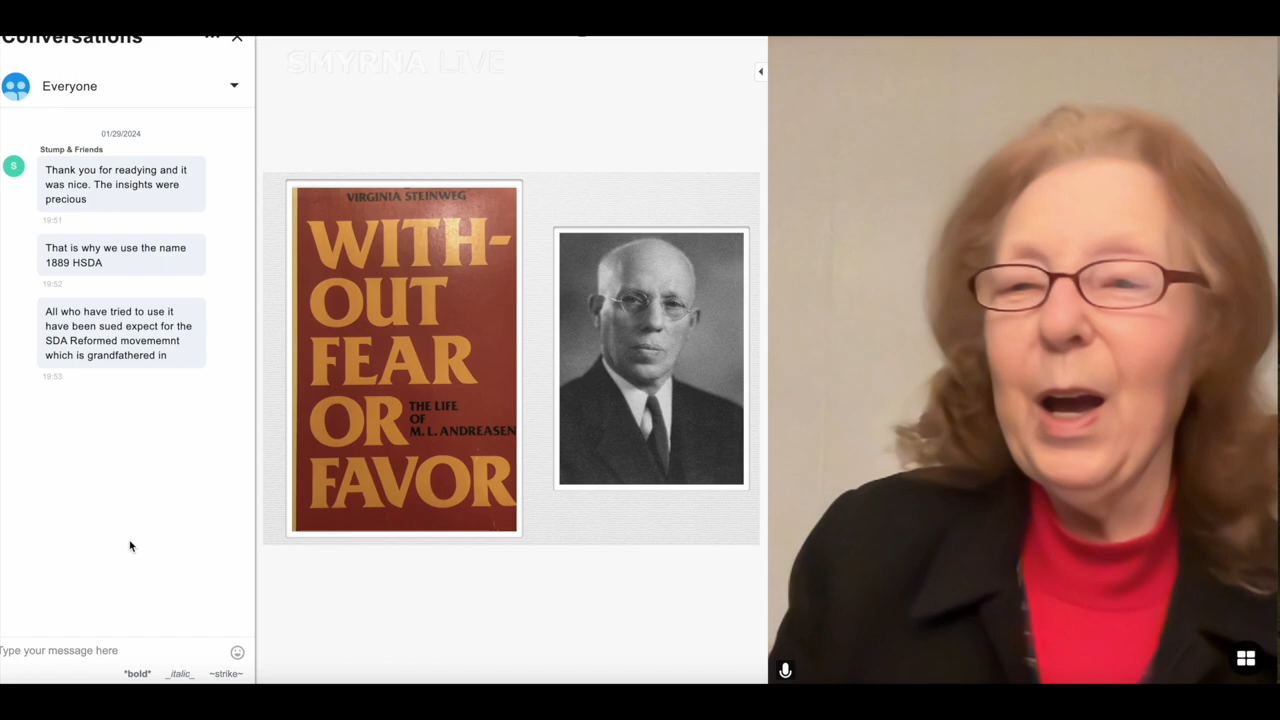 Conversations
Everyone
01/29/2024
Stump & Friends
S
Thank you for readying and it
was nice. The insights were
precious
19:51
That is why we use the name
1889 HSDA
19:52
All who have tried to use it
have been sued expect for the
SDA Reformed movememnt
which is grandfathered in
19:53
Type your message here
*bold*
_italic_
~strike~
SMYRNA LIVE
VIRGINIA STEINWEG
WITH-
OUT
FEAR
OR
THE LIFE
OF
M. L. ANDREASEN
FAVOR